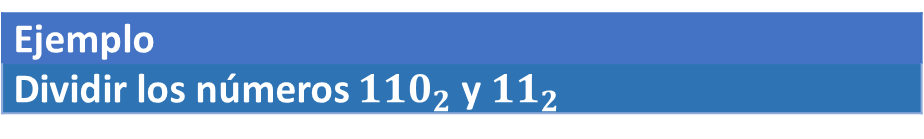 Ejemplo
Dividir los números 110₂ y 11₂